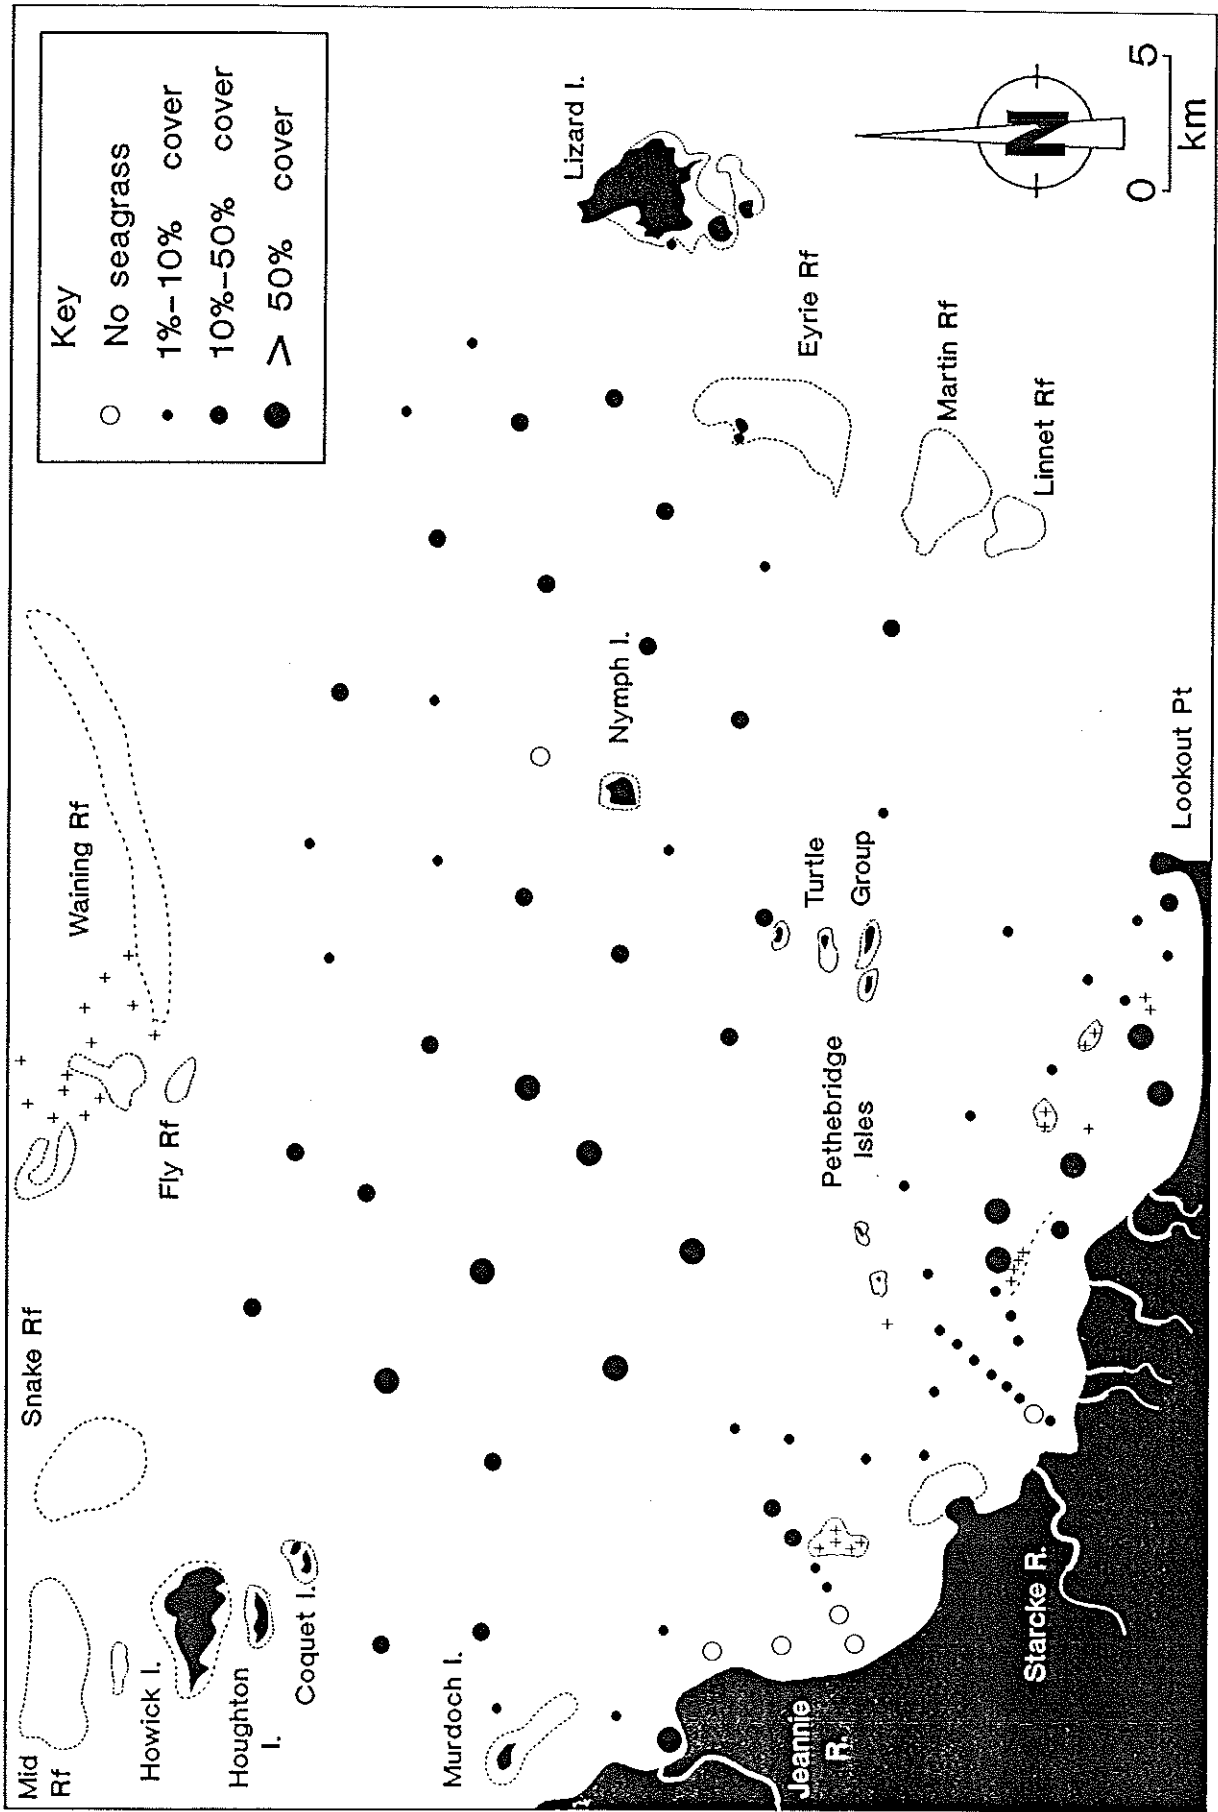 Key
No seagrass
1%-10% cover
10%-50% cover
> 50% cover
Mid
Rf
Snake Rf
Waining Rf
Fly Rf
Howick I.
Houghton
I.
Coquet I.
Murdoch I.
Nymph I.
Lizard I.
Eyrie Rf
Martin Rf
Linnet Rf
Turtle
Group
Pethebridge
Isles
Lookout Pt
Jeannie
R.
Starcke R.
N
0 5
km